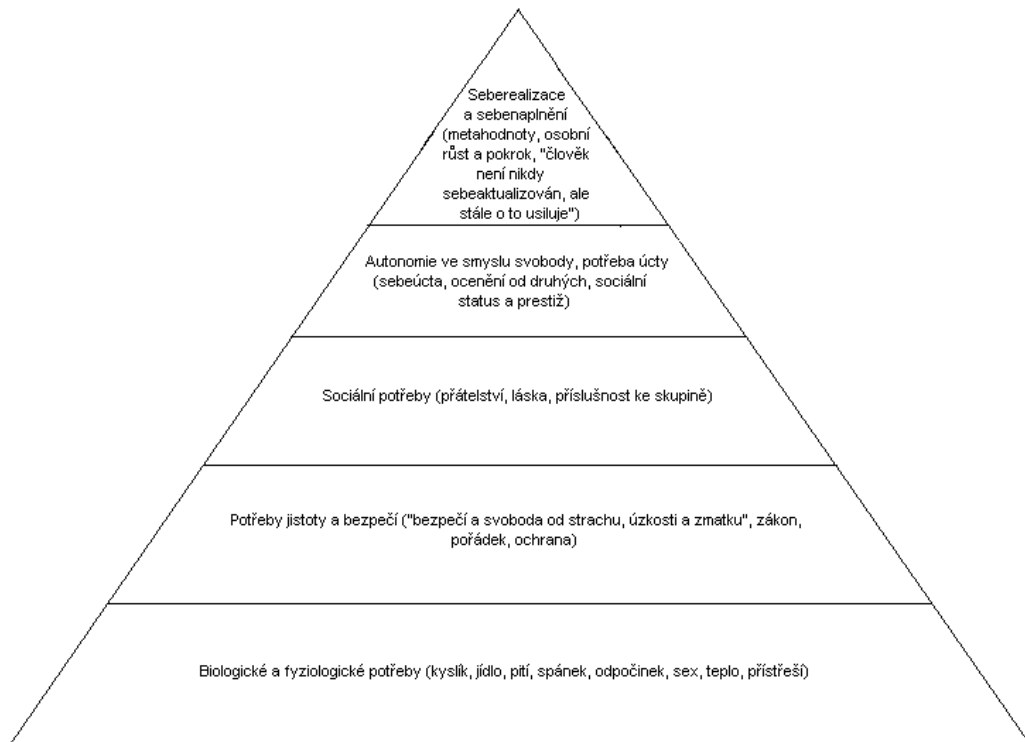 Seberealizace
a sebenaplnění
(metahodnoty, osobní
růst a pokrok, "člověk
není nikdy
sebeaktualizován, ale
stále o to usiluje")
Autonomie ve smyslu svobody, potřeba úcty
(sebeúcta, ocenění od druhých, sociální
status a prestiž)
Sociální potřeby (přátelství, láska, příslušnost ke skupině)
Potřeby jistoty a bezpečí ("bezpečí a svoboda od strachu, úzkosti a zmatku", zákon,
pořádek, ochrana)
Biologické a fyziologické potřeby (kyslík, jídlo, pití, spánek, odpočinek, sex, teplo, přístřeší)